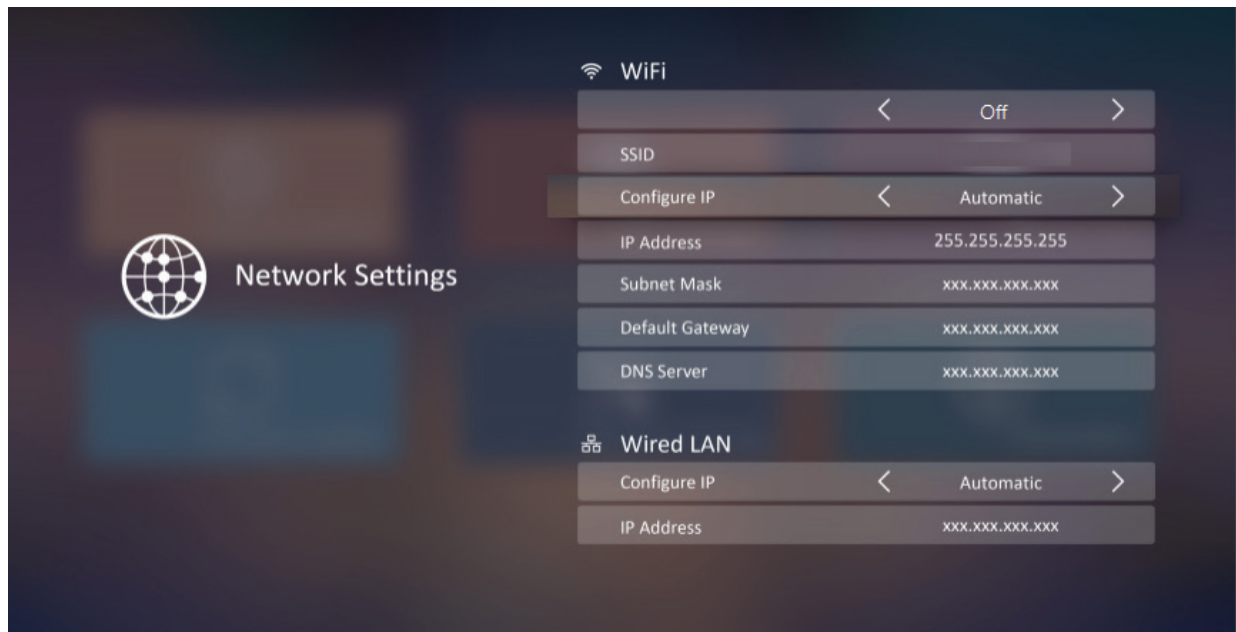 WiFi
Off
SSID
Configure IP Automatic
IP Address 255.255.255.255
Network Settings
Subnet Mask xxx.xxx.xxx.xxx
Default Gateway xxx.xxx.xxx.xxx
DNS Server xxx.xxx.xxx.xxx
Wired LAN
Configure IP Automatic
IP Address xxx.xxx.xxx.xxx